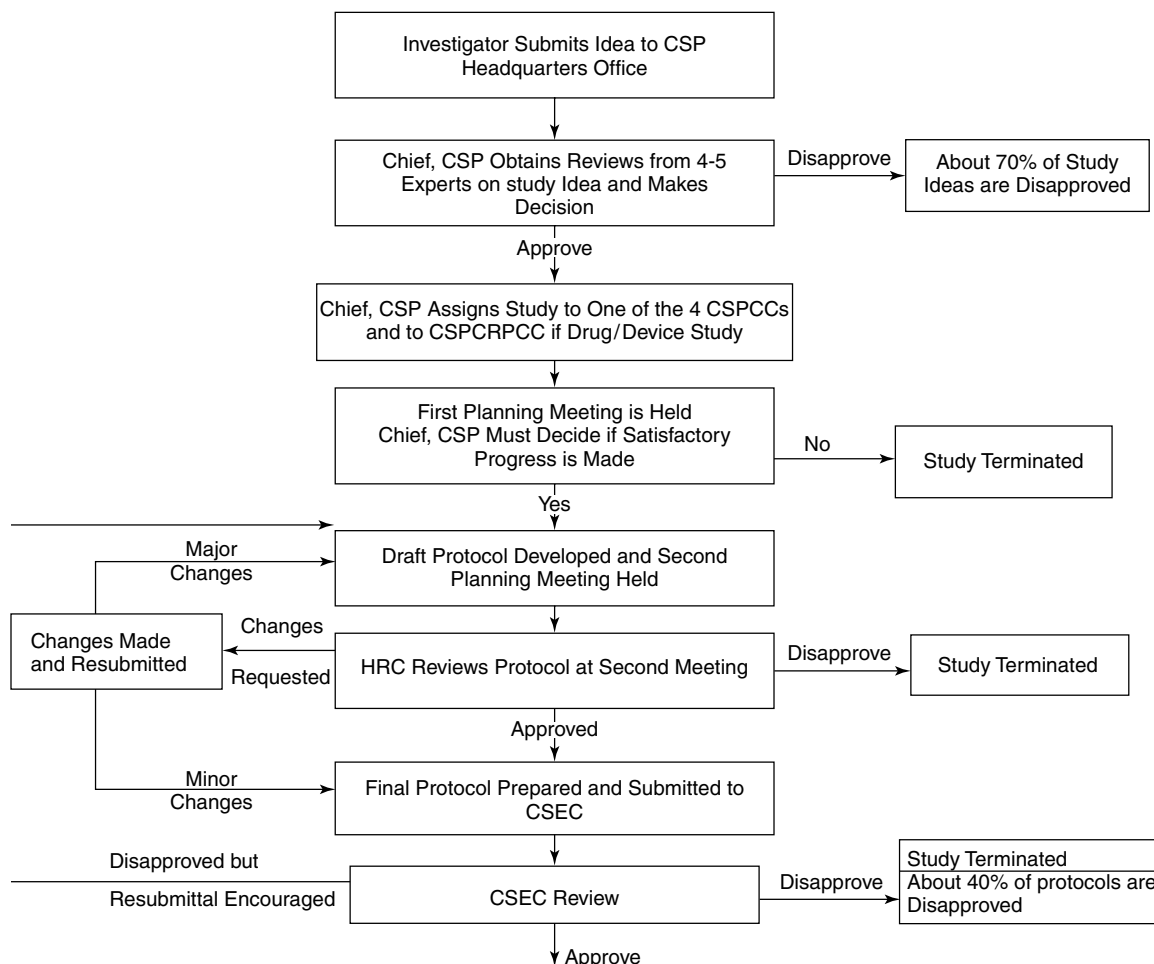 Investigator Submits Idea to CSP
Headquarters Office
Chief, CSP Obtains Reviews from 4-5
Experts on study Idea and Makes
Decision
Disapprove
About 70% of Study
Ideas are Disapproved
Approve
Chief, CSP Assigns Study to One of the 4 CSPCCs
and to CSPCRPCC if Drug/Device Study
First Planning Meeting is Held
Chief, CSP Must Decide if Satisfactory
Progress is Made
No
Study Terminated
Yes
Major
Changes
Draft Protocol Developed and Second
Planning Meeting Held
Changes Made
and Resubmitted
Changes
Requested
HRC Reviews Protocol at Second Meeting
Disapprove
Study Terminated
Approved
Minor
Changes
Final Protocol Prepared and Submitted to
CSEC
Disapproved but
Resubmittal Encouraged
CSEC Review
Disapprove
Study Terminated
About 40% of protocols are
Disapproved
Approve